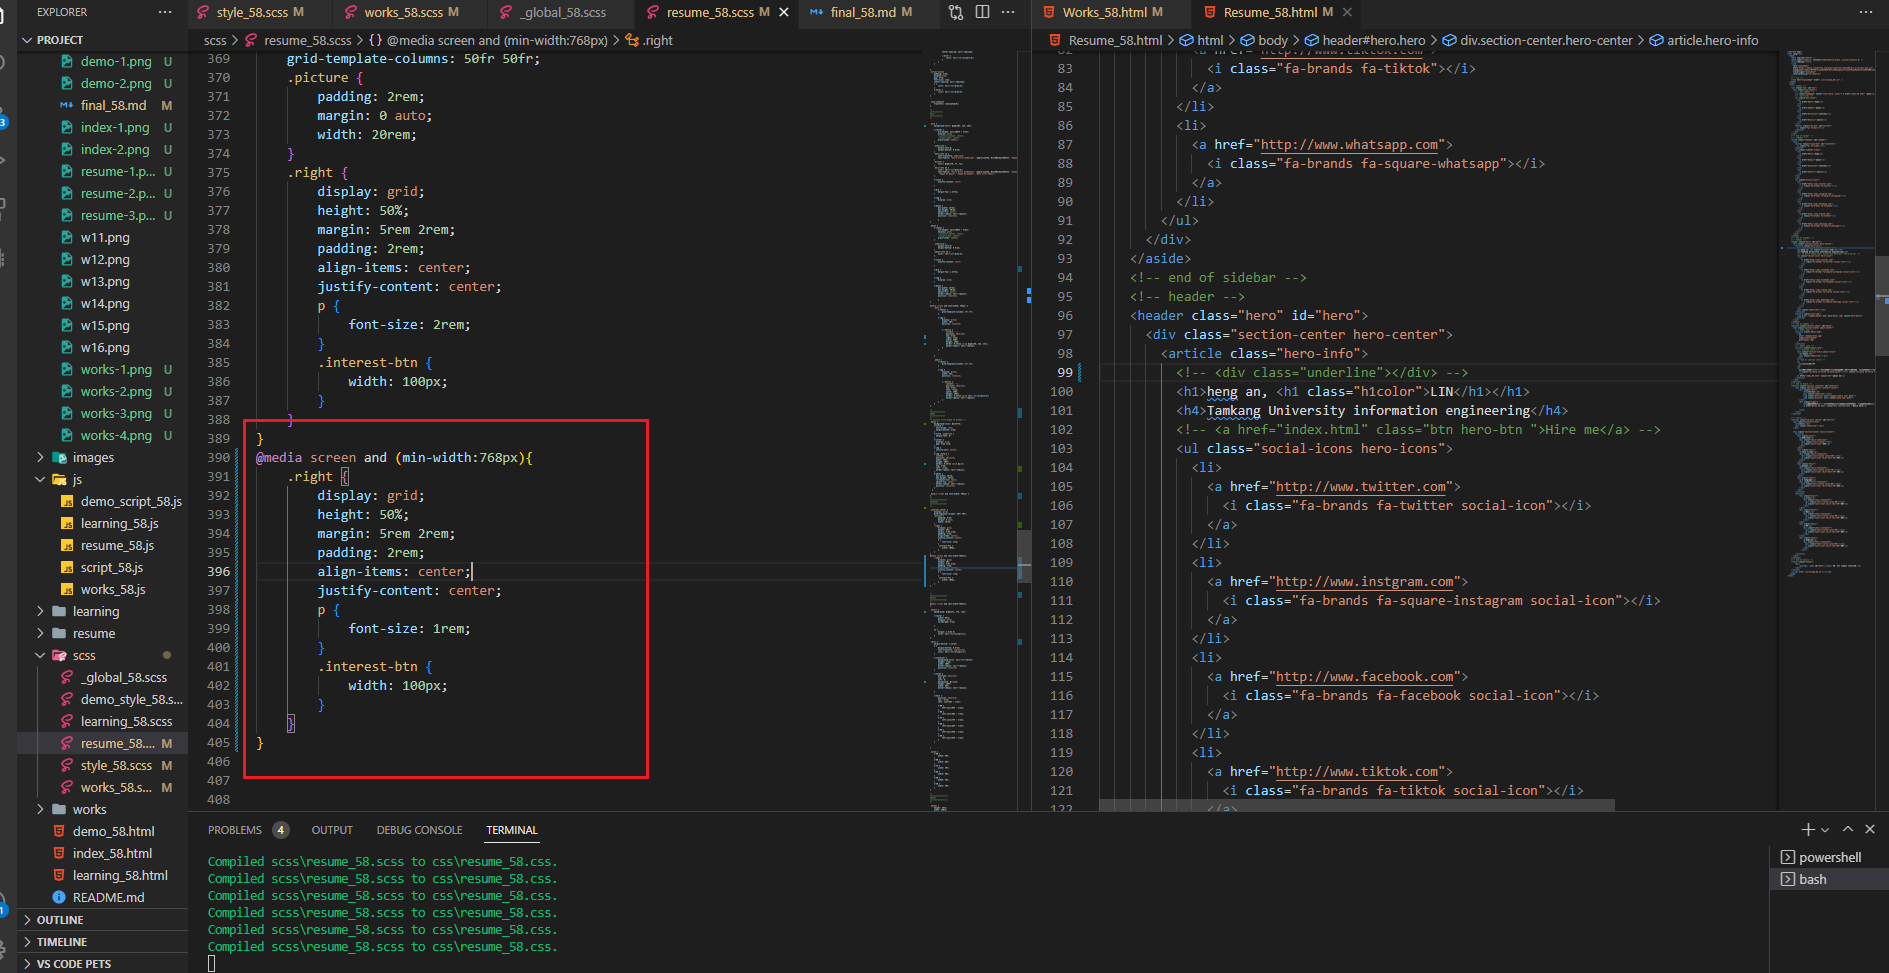 EXPLORER
PROJECT
demo-1.png U
demo-2.png U
final_58.md M
index-1.png U
index-2.png U
resume-1.png U
resume-2.p... U
resume-3.p... U
w11.png
w12.png
w13.png
w14.png
w15.png
w16.png
works-1.png U
works-2.png U
works-3.png U
works-4.png U
images
js
demo_script_58.js
learning_58.js
resume_58.js
script_58.js
works_58.js
learning
resume
scss
_global_58.scss
demo_style_58.s...
learning_58.scss
resume_58.... M
style_58.scss M
works_58.s... M
works
demo_58.html
index_58.html
learning_58.html
README.md
OUTLINE
TIMELINE
VS CODE PETS
style_58.scss M
works_58.scss M
_global_58.scss
resume_58.scss M
final_58.md M
scss > resume_58.scss > {} @media screen and (min-width:768px) > .right
369 grid-template-columns: 50fr 50fr;
370 .picture {
371 padding: 2rem;
372 margin: 0 auto;
373 width: 20rem;
374 }
375 .right {
376 display: grid;
377 height: 50%;
378 margin: 5rem 2rem;
379 padding: 2rem;
380 align-items: center;
381 justify-content: center;
382 p {
383 font-size: 2rem;
384 }
385 .interest-btn {
386 width: 100px;
387 }
388 }
389 }
390 @media screen and (min-width:768px){
391 .right {
392 display: grid;
393 height: 50%;
394 margin: 5rem 2rem;
395 padding: 2rem;
396 align-items: center;
397 justify-content: center;
398 p {
399 font-size: 1rem;
400 }
401 .interest-btn {
402 width: 100px;
403 }
404 }
405 }
406
407
408
Works_58.html M
Resume_58.html M
Resume_58.html > html > body > header#hero.hero > div.section-center.hero-center > article.hero-info
82 <a href="http://www.tiktok.com">
83 <i class="fa-brands fa-tiktok"></i>
84 </a>
85 </li>
86 <li>
87 <a href="http://www.whatsapp.com">
88 <i class="fa-brands fa-square-whatsapp"></i>
89 </a>
90 </li>
91 </ul>
92 </div>
93 </aside>
94 <!-- end of sidebar -->
95 <!-- header -->
96 <header class="hero" id="hero">
97 <div class="section-center hero-center">
98 <article class="hero-info">
99 <!-- <div class="underline"></div> -->
100 <h1>heng an, <h1 class="h1color">LIN</h1></h1>
101 <h4>Tamkang University information engineering</h4>
102 <!-- <a href="index.html" class="btn hero-btn ">Hire me</a> -->
103 <ul class="social-icons hero-icons">
104 <li>
105 <a href="http://www.twitter.com">
106 <i class="fa-brands fa-twitter social-icon"></i>
107 </a>
108 </li>
109 <li>
110 <a href="http://www.instgram.com">
111 <i class="fa-brands fa-square-instagram social-icon"></i>
112 </a>
113 </li>
114 <li>
115 <a href="http://www.facebook.com">
116 <i class="fa-brands fa-facebook social-icon"></i>
117 </a>
118 </li>
119 <li>
120 <a href="http://www.tiktok.com">
121 <i class="fa-brands fa-tiktok social-icon"></i>
122 </a>
PROBLEMS 4 OUTPUT DEBUG CONSOLE TERMINAL
Compiled scss\resume_58.scss to css\resume_58.css.
Compiled scss\resume_58.scss to css\resume_58.css.
Compiled scss\resume_58.scss to css\resume_58.css.
Compiled scss\resume_58.scss to css\resume_58.css.
Compiled scss\resume_58.scss to css\resume_58.css.
Compiled scss\resume_58.scss to css\resume_58.css.
powershell
bash